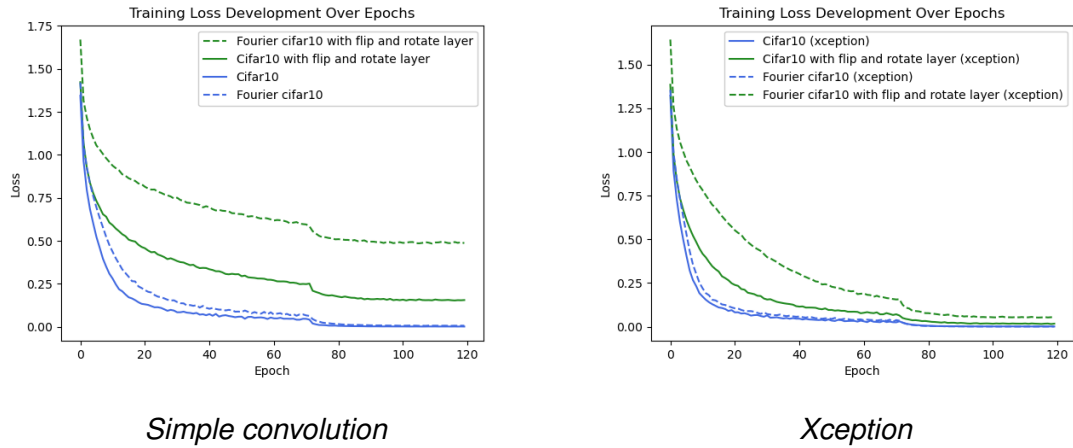 Training Loss Development Over Epochs
1.75
1.50
1.25
1.00
0.75
0.50
0.25
0.00
Loss
Fourier cifar10 with flip and rotate layer
Cifar10 with flip and rotate layer
Cifar10
Fourier cifar10
0 20 40 60 80 100 120
Epoch
Simple convolution
Training Loss Development Over Epochs
1.50
1.25
1.00
0.75
0.50
0.25
0.00
Loss
Cifar10 (xception)
Cifar10 with flip and rotate layer (xception)
Fourier cifar10 (xception)
Fourier cifar10 with flip and rotate layer (xception)
0 20 40 60 80 100 120
Epoch
Xception